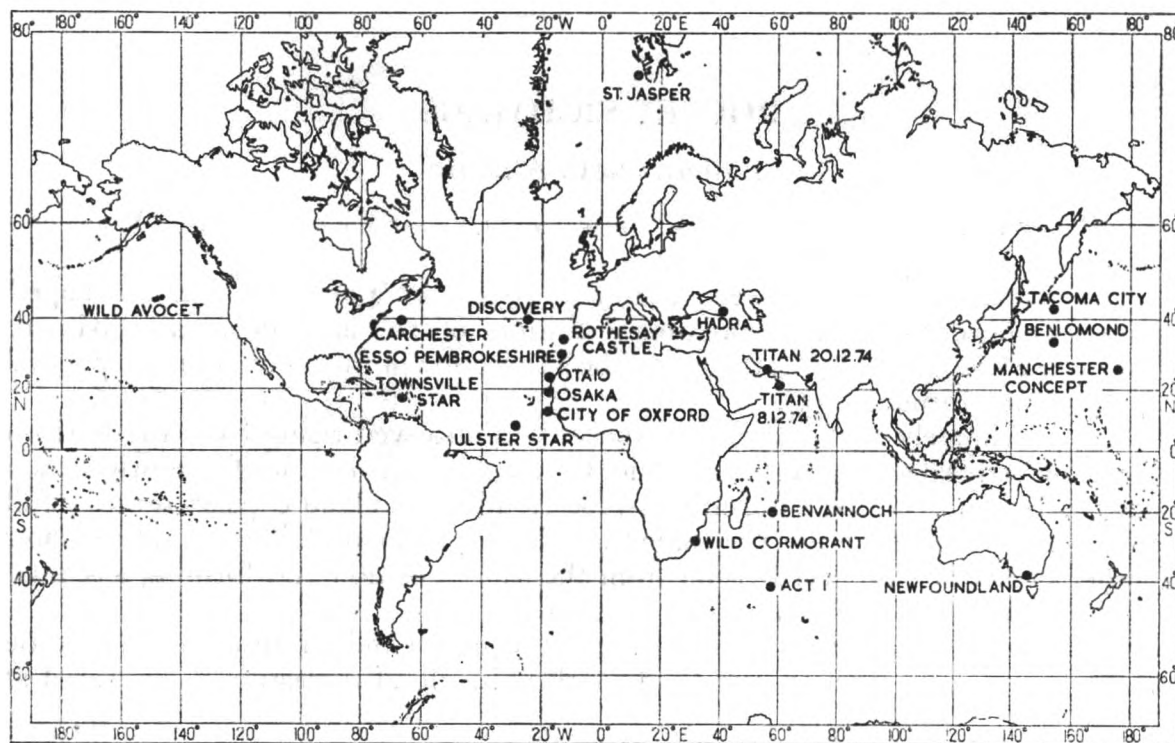 160° 140° 120° 100° 80° 60° 40° 20°W 0° 20°E 40° 60° 80° 100° 120° 140° 160° 180°
80° 80°
ST. JASPER
60° 60°
WILD AVOCET
DISCOVERY
TACOMA CITY
40° 40°
HADRA
CARCHESTER
ROTHESAY
CASTLE
BENLOMOND
ESSO PEMBROKESHIRE
TITAN 20.12.74
MANCHESTER
CONCEPT
OTAIO
TOWNSVILLE
STAR
20° 20°
N N
OSAKA
TITAN
8.12.74
CITY OF OXFORD
ULSTER STAR
0° 0°
20° 20°
S S
BENVANNOCH
WILD CORMORANT
40° 40°
ACT 1
NEWFOUNDLAND
60° 60°
160° 140° 120° 100° 80° 60° 40° 20°W 0° 20°E 40° 60° 80° 100° 120° 140° 160° 180°